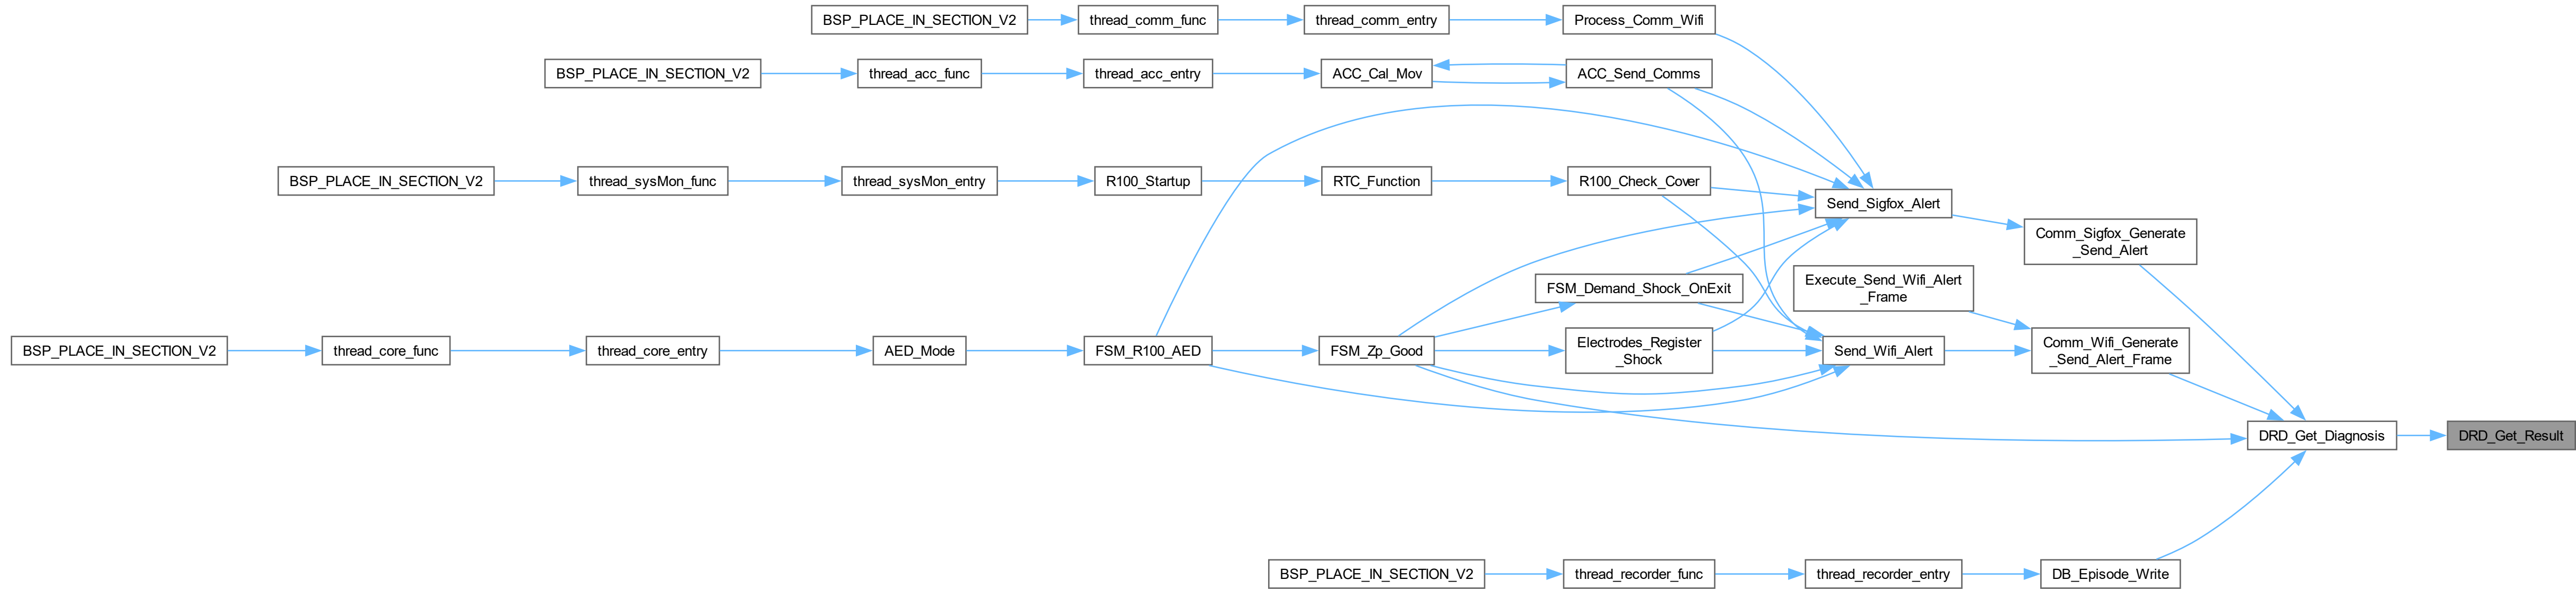 BSP_PLACE_IN_SECTION_V2
thread_comm_func
thread_comm_entry
Process_Comm_Wifi
BSP_PLACE_IN_SECTION_V2
thread_acc_func
thread_acc_entry
ACC_Cal_Mov
ACC_Send_Comms
BSP_PLACE_IN_SECTION_V2
thread_sysMon_func
thread_sysMon_entry
R100_Startup
RTC_Function
R100_Check_Cover
Send_Sigfox_Alert
Comm_Sigfox_Generate
_Send_Alert
Execute_Send_Wifi_Alert
_Frame
FSM_Demand_Shock_OnExit
BSP_PLACE_IN_SECTION_V2
thread_core_func
thread_core_entry
AED_Mode
FSM_R100_AED
FSM_Zp_Good
Electrodes_Register
_Shock
Send_Wifi_Alert
Comm_Wifi_Generate
_Send_Alert_Frame
DRD_Get_Diagnosis
DRD_Get_Result
BSP_PLACE_IN_SECTION_V2
thread_recorder_func
thread_recorder_entry
DB_Episode_Write